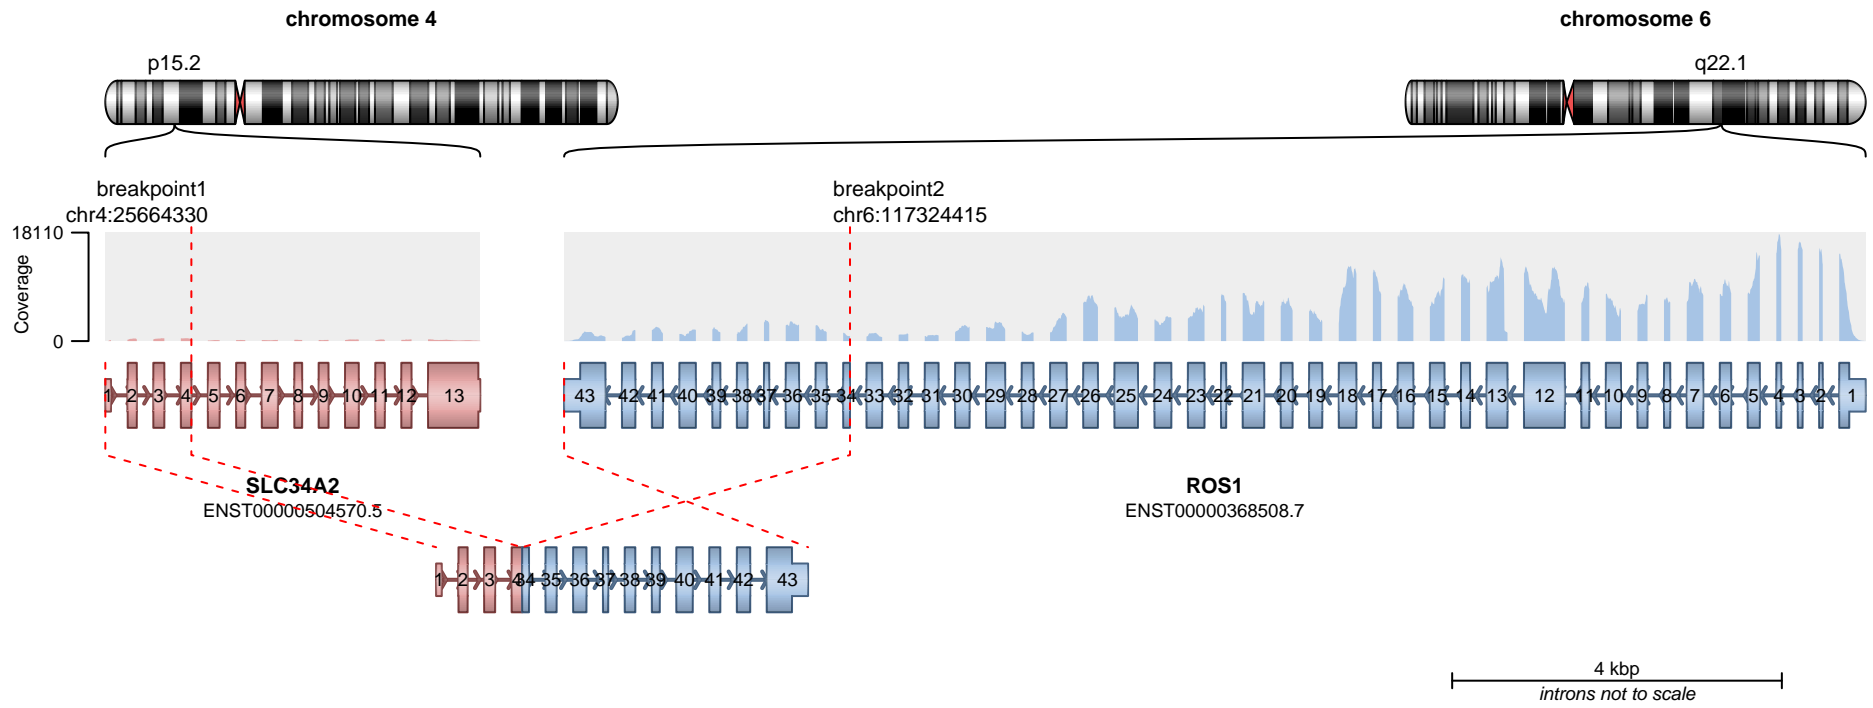 chromosome 4
chromosome 6
p15.2
q22.1
breakpoint1
chr4:25664330
breakpoint2
chr6:117324415
18110
Coverage
0
1 2 3 4 5 6 7 8 9 10 11 12 13
43 42 41 40 39 38 37 36 35 34 33 32 31 30 29 28 27 26 25 24 23 22 21 20 19 18 17 16 15 14 13 12 11 10 9 8 7 6 5 4 3 2 1
SLC34A2
ENST00000504570.5
ROS1
ENST00000368508.7
1 2 3 4 34 35 36 37 38 39 40 41 42 43
4 kbp
introns not to scale